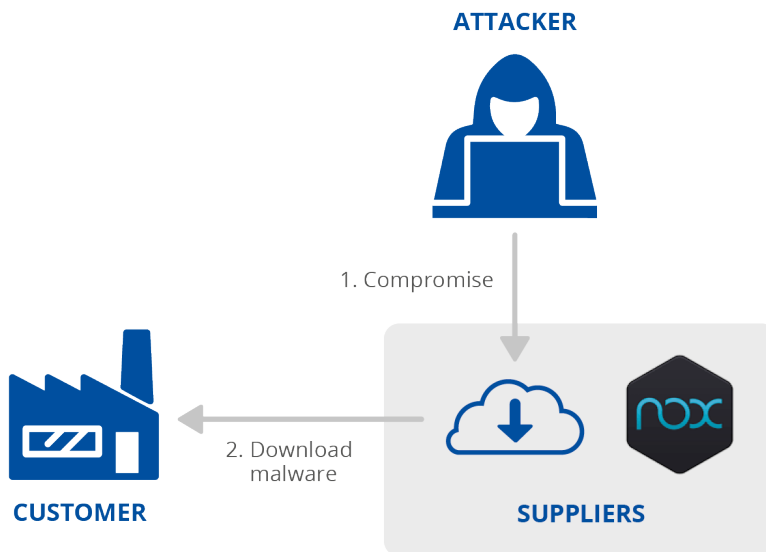 ATTACKER
1. Compromise
nox
2. Download
malware
CUSTOMER
SUPPLIERS